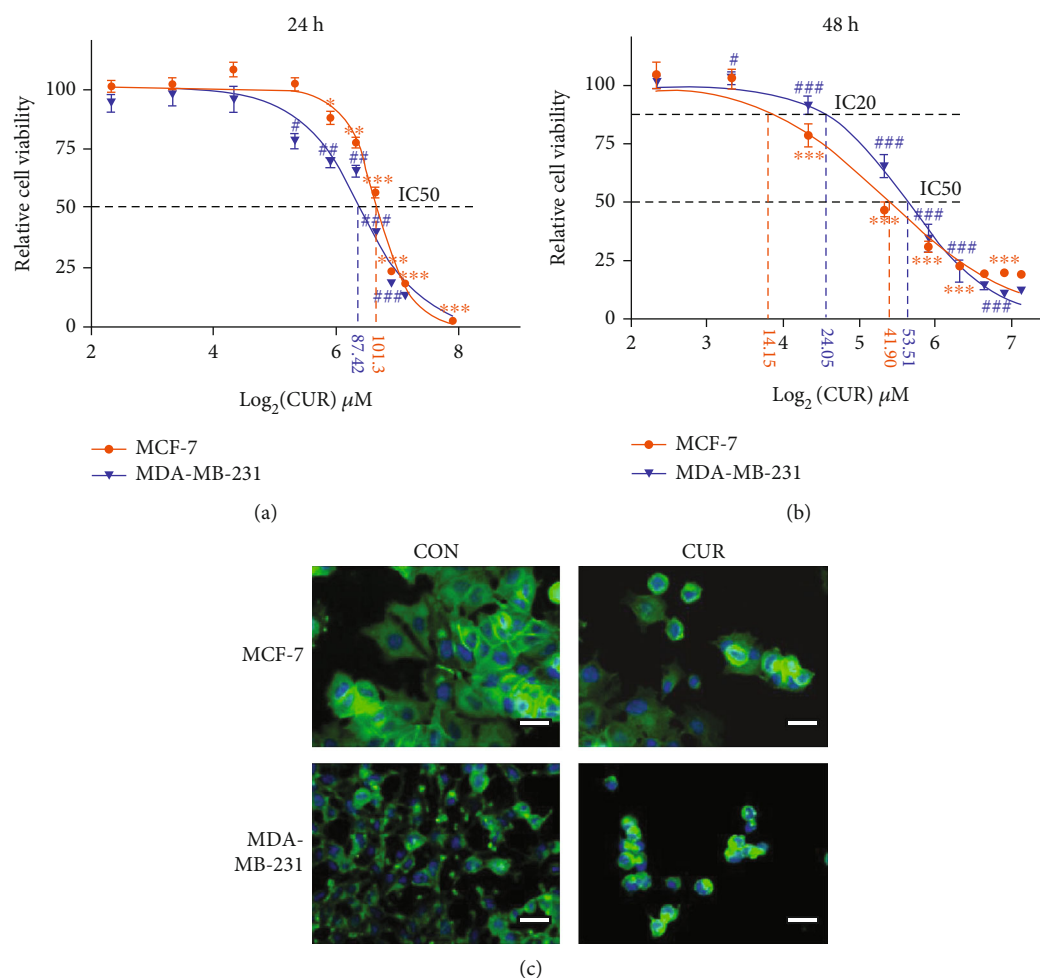 24 h
Relative cell viability
100
75
50
25
0
#
##
##
###
###
*
**
***
***
***
***
IC50
2
4
6
8
87.42
101.3
Log₂(CUR) μM
MCF-7
MDA-MB-231
(a)
48 h
Relative cell viability
100
75
50
25
0
#
###
###
###
###
###
***
***
***
***
***
IC20
IC50
2
3
4
5
6
7
14.15
24.05
41.90
53.51
Log₂ (CUR) μM
MCF-7
MDA-MB-231
(b)
CON
CUR
MCF-7
MDA-
MB-231
(c)